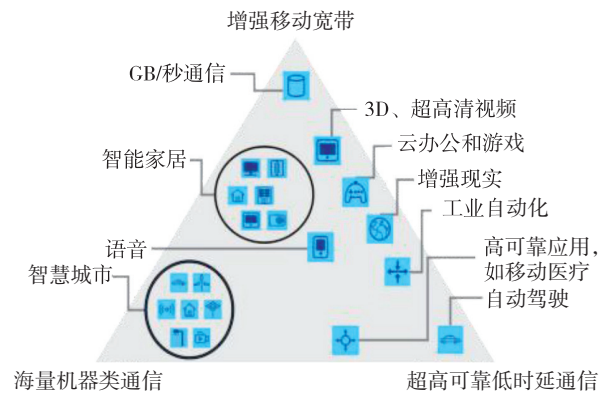 增强移动宽带
GB/秒通信
3D、超高清视频
云办公和游戏
智能家居
增强现实
工业自动化
语音
高可靠应用，
如移动医疗
智慧城市
自动驾驶
海量机器类通信
超高可靠低时延通信